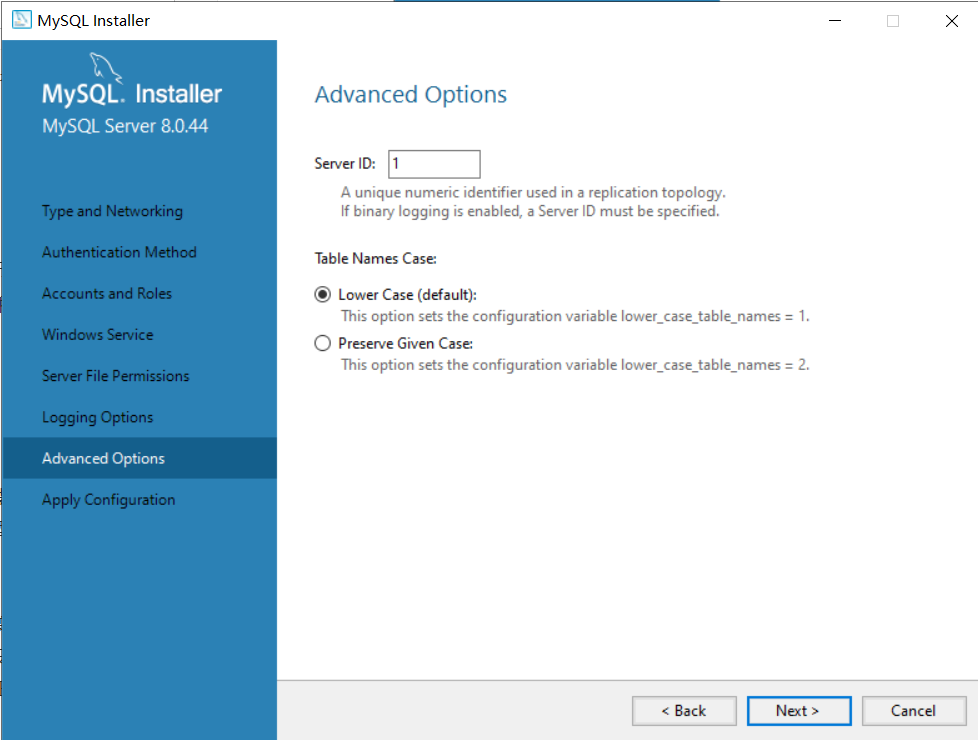 MySQL Installer
MySQL. Installer
MySQL Server 8.0.44
Type and Networking
Authentication Method
Accounts and Roles
Windows Service
Server File Permissions
Logging Options
Advanced Options
Apply Configuration
Advanced Options
Server ID: 1
A unique numeric identifier used in a replication topology.
If binary logging is enabled, a Server ID must be specified.
Table Names Case:
Lower Case (default):
This option sets the configuration variable lower_case_table_names = 1.
Preserve Given Case:
This option sets the configuration variable lower_case_table_names = 2.
< Back Next > Cancel